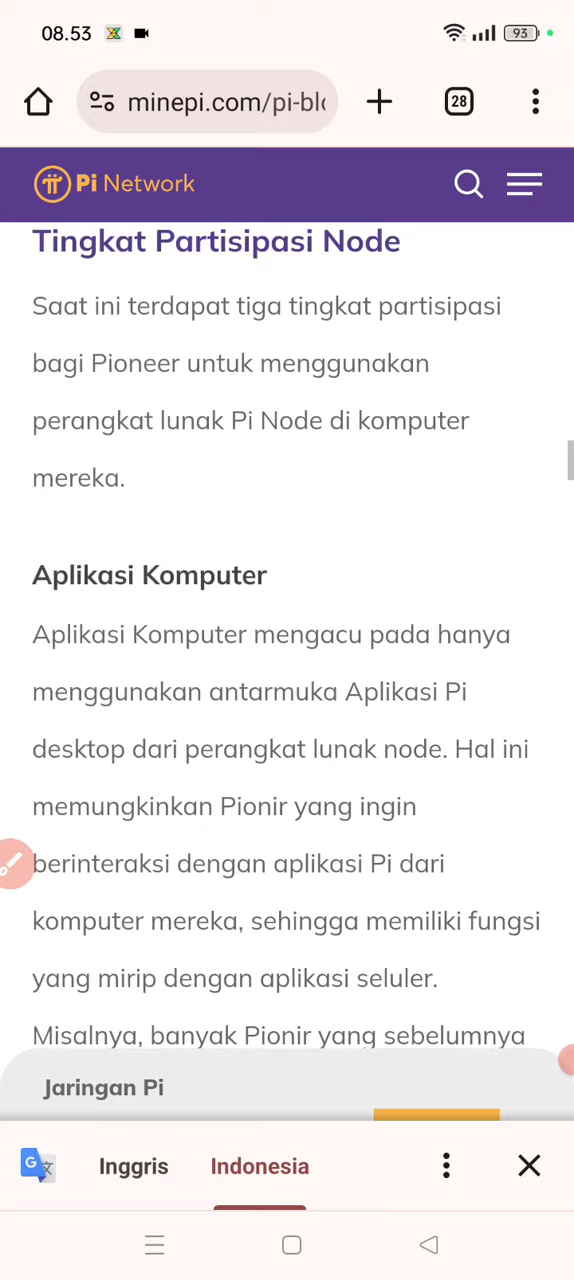 08.53
93
minepi.com/pi-blo
28
Pi Network
Tingkat Partisipasi Node
Saat ini terdapat tiga tingkat partisipasi
bagi Pioneer untuk menggunakan
perangkat lunak Pi Node di komputer
mereka.
Aplikasi Komputer
Aplikasi Komputer mengacu pada hanya
menggunakan antarmuka Aplikasi Pi
desktop dari perangkat lunak node. Hal ini
memungkinkan Pionir yang ingin
berinteraksi dengan aplikasi Pi dari
komputer mereka, sehingga memiliki fungsi
yang mirip dengan aplikasi seluler.
Misalnya, banyak Pionir yang sebelumnya
Jaringan Pi
Inggris Indonesia